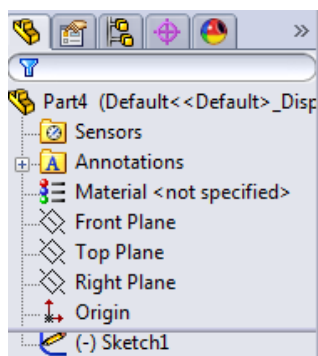 »
Part4 (Default<<Default>_Disp
Sensors
A Annotations
Material <not specified>
Front Plane
Top Plane
Right Plane
Origin
(-) Sketch1